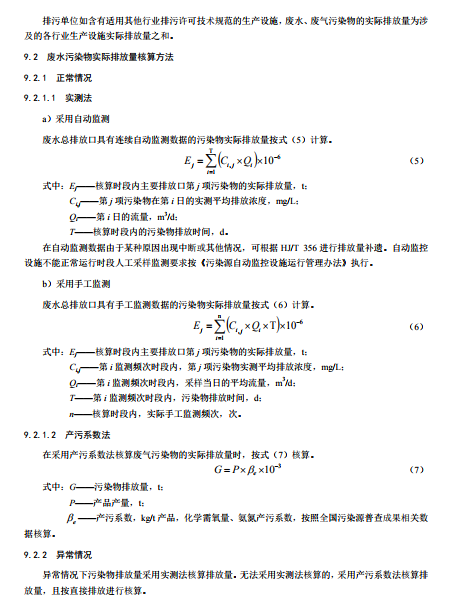 排污单位如含有适用其他行业排污许可技术规范的生产设施，废水、废气污染物的实际排放量为涉
及的各行业生产设施实际排放量之和。
9.2 废水污染物实际排放量核算方法
9.2.1 正常情况
9.2.1.1 实测法
a）采用自动监测
废水总排放口具有连续自动监测数据的污染物实际排放量按式（5）计算。
E_j = \sum_{i=1}^{T} (C_{i,j} × Q_i) × 10^{-6} （5）
式中：E_j——核算时段内主要排放口第 j 项污染物的实际排放量，t；
C_{i,j}——第 j 项污染物在第 i 日的实测平均排放浓度，mg/L；
Q_i——第 i 日的流量，m³/d；
T——核算时段内的污染物排放时间，d。
在自动监测数据由于某种原因出现中断或其他情况，可根据 HJ/T 356 进行排放量补遗。自动监控
设施不能正常运行时段人工采样监测要求按《污染源自动监控设施运行管理办法》执行。
b）采用手工监测
废水总排放口具有手工监测数据的污染物实际排放量按式（6）计算。
E_j = \sum_{i=1}^{n} (C_{i,j} × Q_i × T) × 10^{-6} （6）
式中：E_j——核算时段内主要排放口第 j 项污染物的实际排放量，t；
C_{i,j}——第 i 监测频次时段内，第 j 项污染物实测平均排放浓度，mg/L；
Q_i——第 i 监测频次时段内，采样当日的平均流量，m³/d；
T——第 i 监测频次时段内，污染物排放时间，d；
n——核算时段内，实际手工监测频次，次。
9.2.1.2 产污系数法
在采用产污系数法核算废气污染物的实际排放量时，按式（7）核算。
G = P × β_e × 10^{-3} （7）
式中：G——污染物排放量，t；
P——产品产量，t；
β_e——产污系数，kg/t 产品，化学需氧量、氨氮产污系数，按照全国污染源普查成果相关数
据核算。
9.2.2 异常情况
异常情况下污染物排放量采用实测法核算排放量。无法采用实测法核算的，采用产污系数法核算排
放量，且按直接排放进行核算。